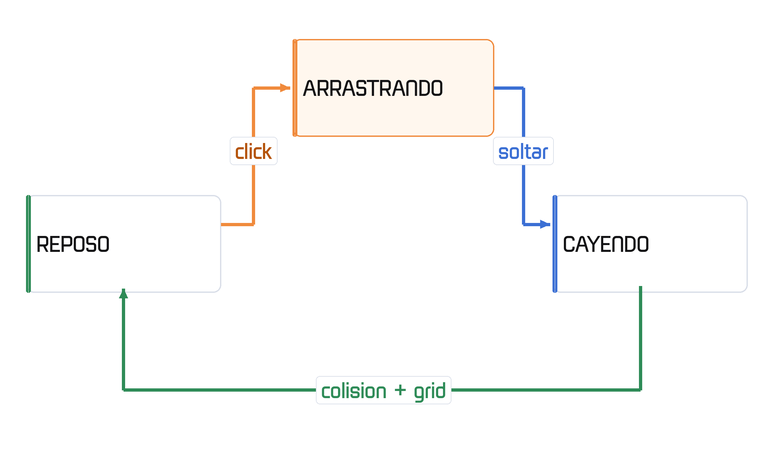 ARRASTRANDO
click
soltar
REPOSO
CAYENDO
colision + grid